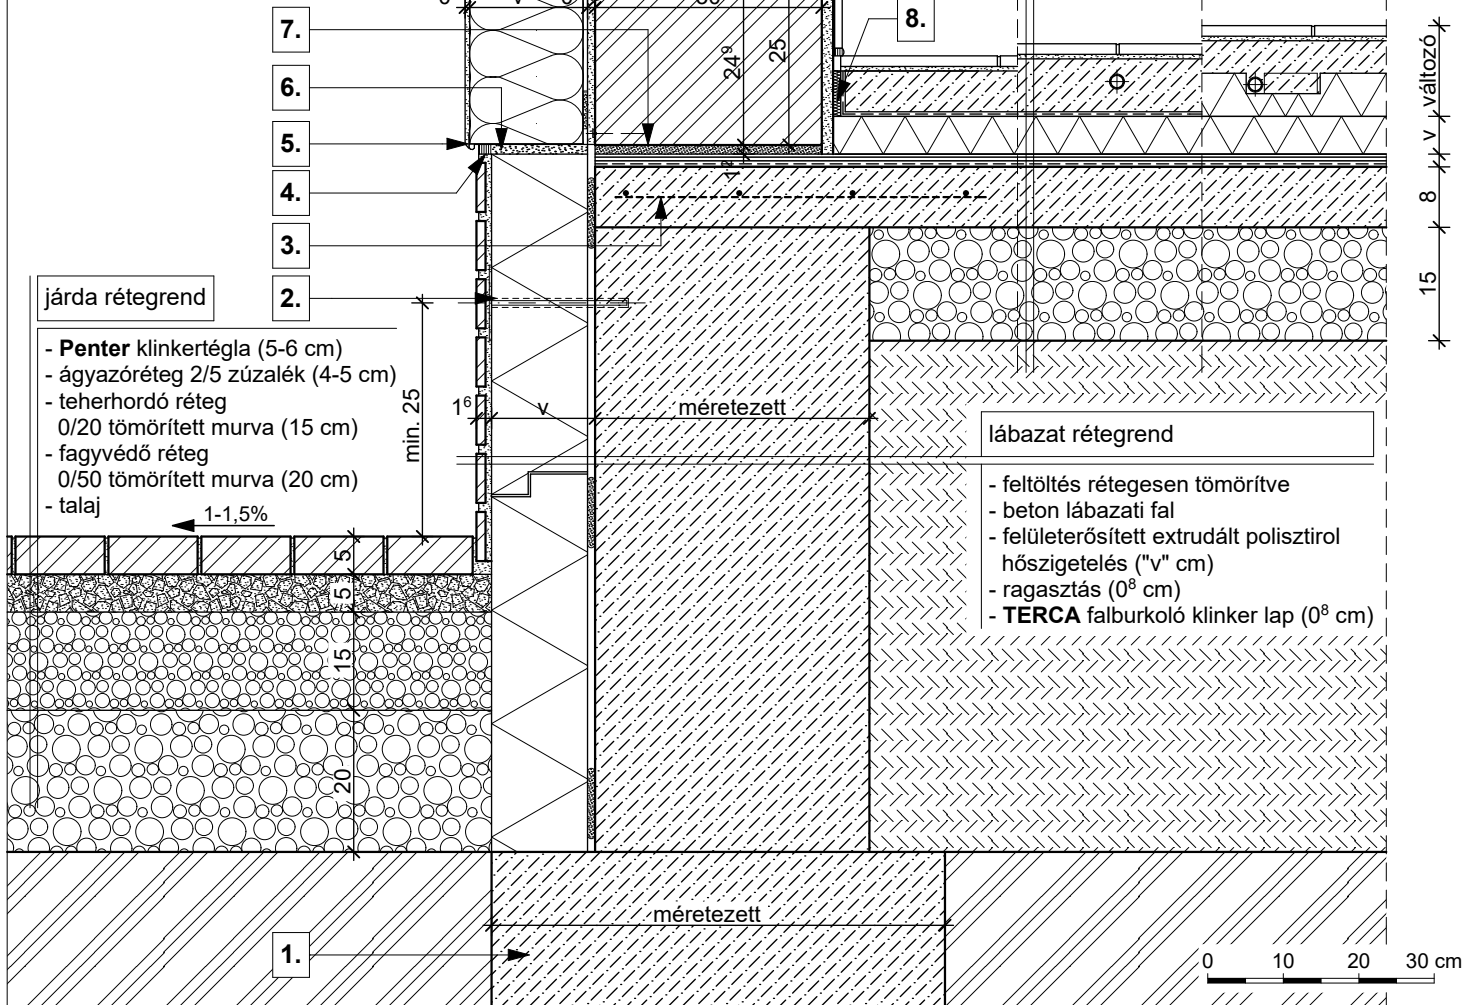 7.
8.
24⁹
25
6.
5.
4.
1²
3.
2.
változó
v
8
15
járda rétegrend
- Penter klinkertégla (5-6 cm)
- ágyazóréteg 2/5 zúzalék (4-5 cm)
- teherhordó réteg
0/20 tömörített murva (15 cm)
- fagyvédő réteg
0/50 tömörített murva (20 cm)
- talaj
1-1,5%
min. 25
1⁶
v
méretezett
lábazat rétegrend
- feltöltés rétegesen tömörítve
- beton lábazati fal
- felületerősített extrudált polisztirol
hőszigetelés ("v" cm)
- ragasztás (0⁸ cm)
- TERCA falburkoló klinker lap (0⁸ cm)
5
5
15
20
méretezett
1.
0 10 20 30 cm